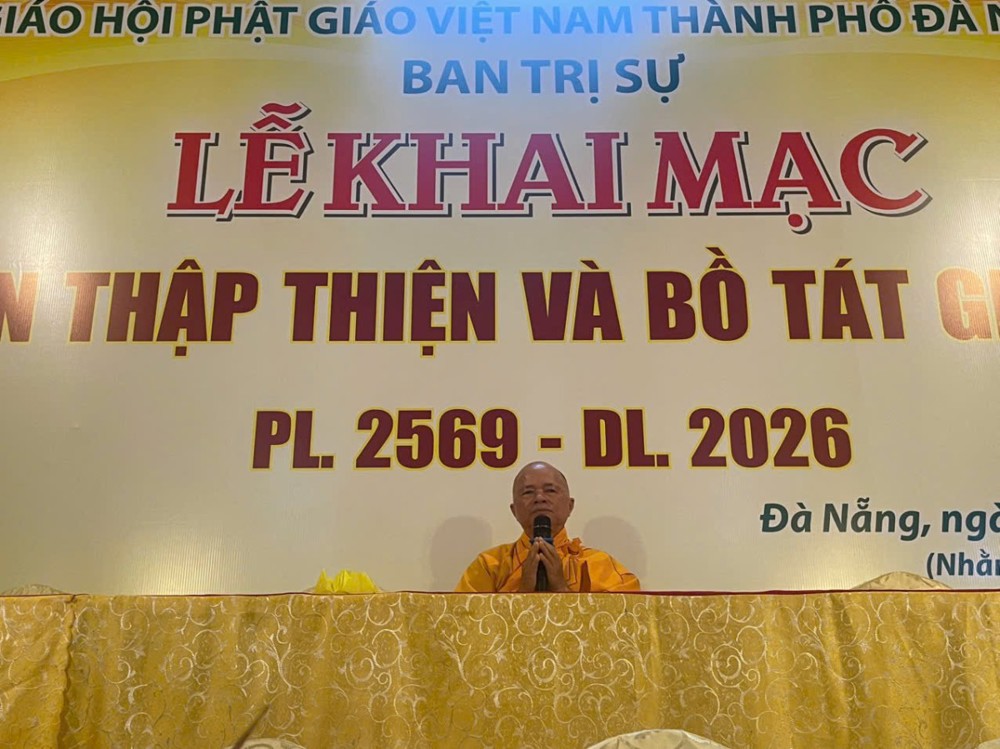 GIÁO HỘI PHẬT GIÁO VIỆT NAM THÀNH PHỐ ĐÀ
BAN TRỊ SỰ
LỄ KHAI MẠC
THẬP THIỆN VÀ BỒ TÁT
PL. 2569 - DL. 2026
Đà Nẵng,
(Nhằm